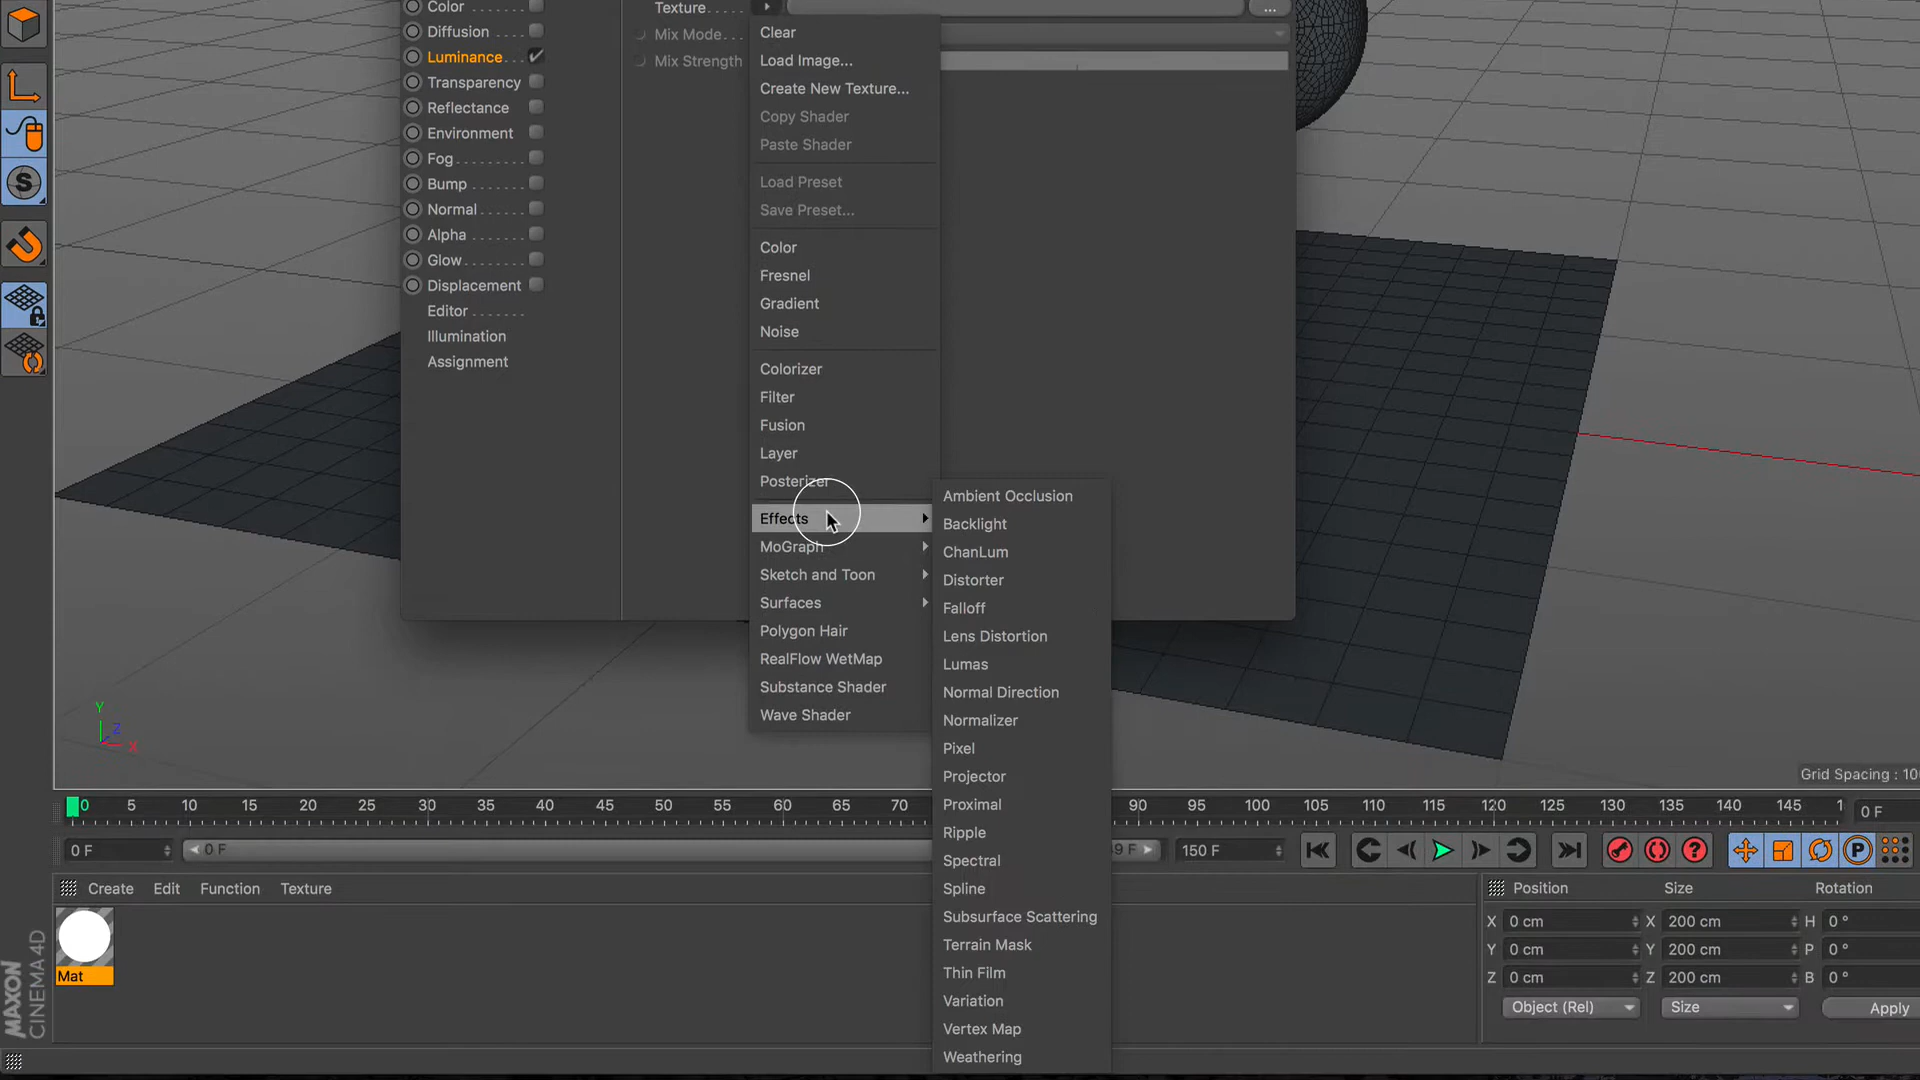 Color
Diffusion . . . . . .
Luminance . . .
Transparency
Reflectance
Environment
Fog . . . . . . . . . .
Bump . . . . . . . .
Normal . . . . . . .
Alpha . . . . . . . .
Glow . . . . . . . . .
Displacement
Editor . . . . . . .
Illumination
Assignment
Texture . . . . .
...
Mix Mode. . .
Mix Strength
Clear
Load Image...
Create New Texture...
Copy Shader
Paste Shader
Load Preset
Save Preset...
Color
Fresnel
Gradient
Noise
Colorizer
Filter
Fusion
Layer
Posterizer
Effects
MoGraph
Sketch and Toon
Surfaces
Polygon Hair
RealFlow WetMap
Substance Shader
Wave Shader
Ambient Occlusion
Backlight
ChanLum
Distorter
Falloff
Lens Distortion
Lumas
Normal Direction
Normalizer
Pixel
Projector
Proximal
Ripple
Spectral
Spline
Subsurface Scattering
Terrain Mask
Thin Film
Variation
Vertex Map
Weathering
Y
Z
X
Grid Spacing : 10
0 5 10 15 20 25 30 35 40 45 50 55 60 65 70 90 95 100 105 110 115 120 125 130 135 140 145 0 F
0 F 0 F 9 F 150 F
Create Edit Function Texture
Mat
MAXON
CINEMA 4D
Position Size Rotation
X 0 cm X 200 cm H 0 °
Y 0 cm Y 200 cm P 0 °
Z 0 cm Z 200 cm B 0 °
Object (Rel) Size Apply